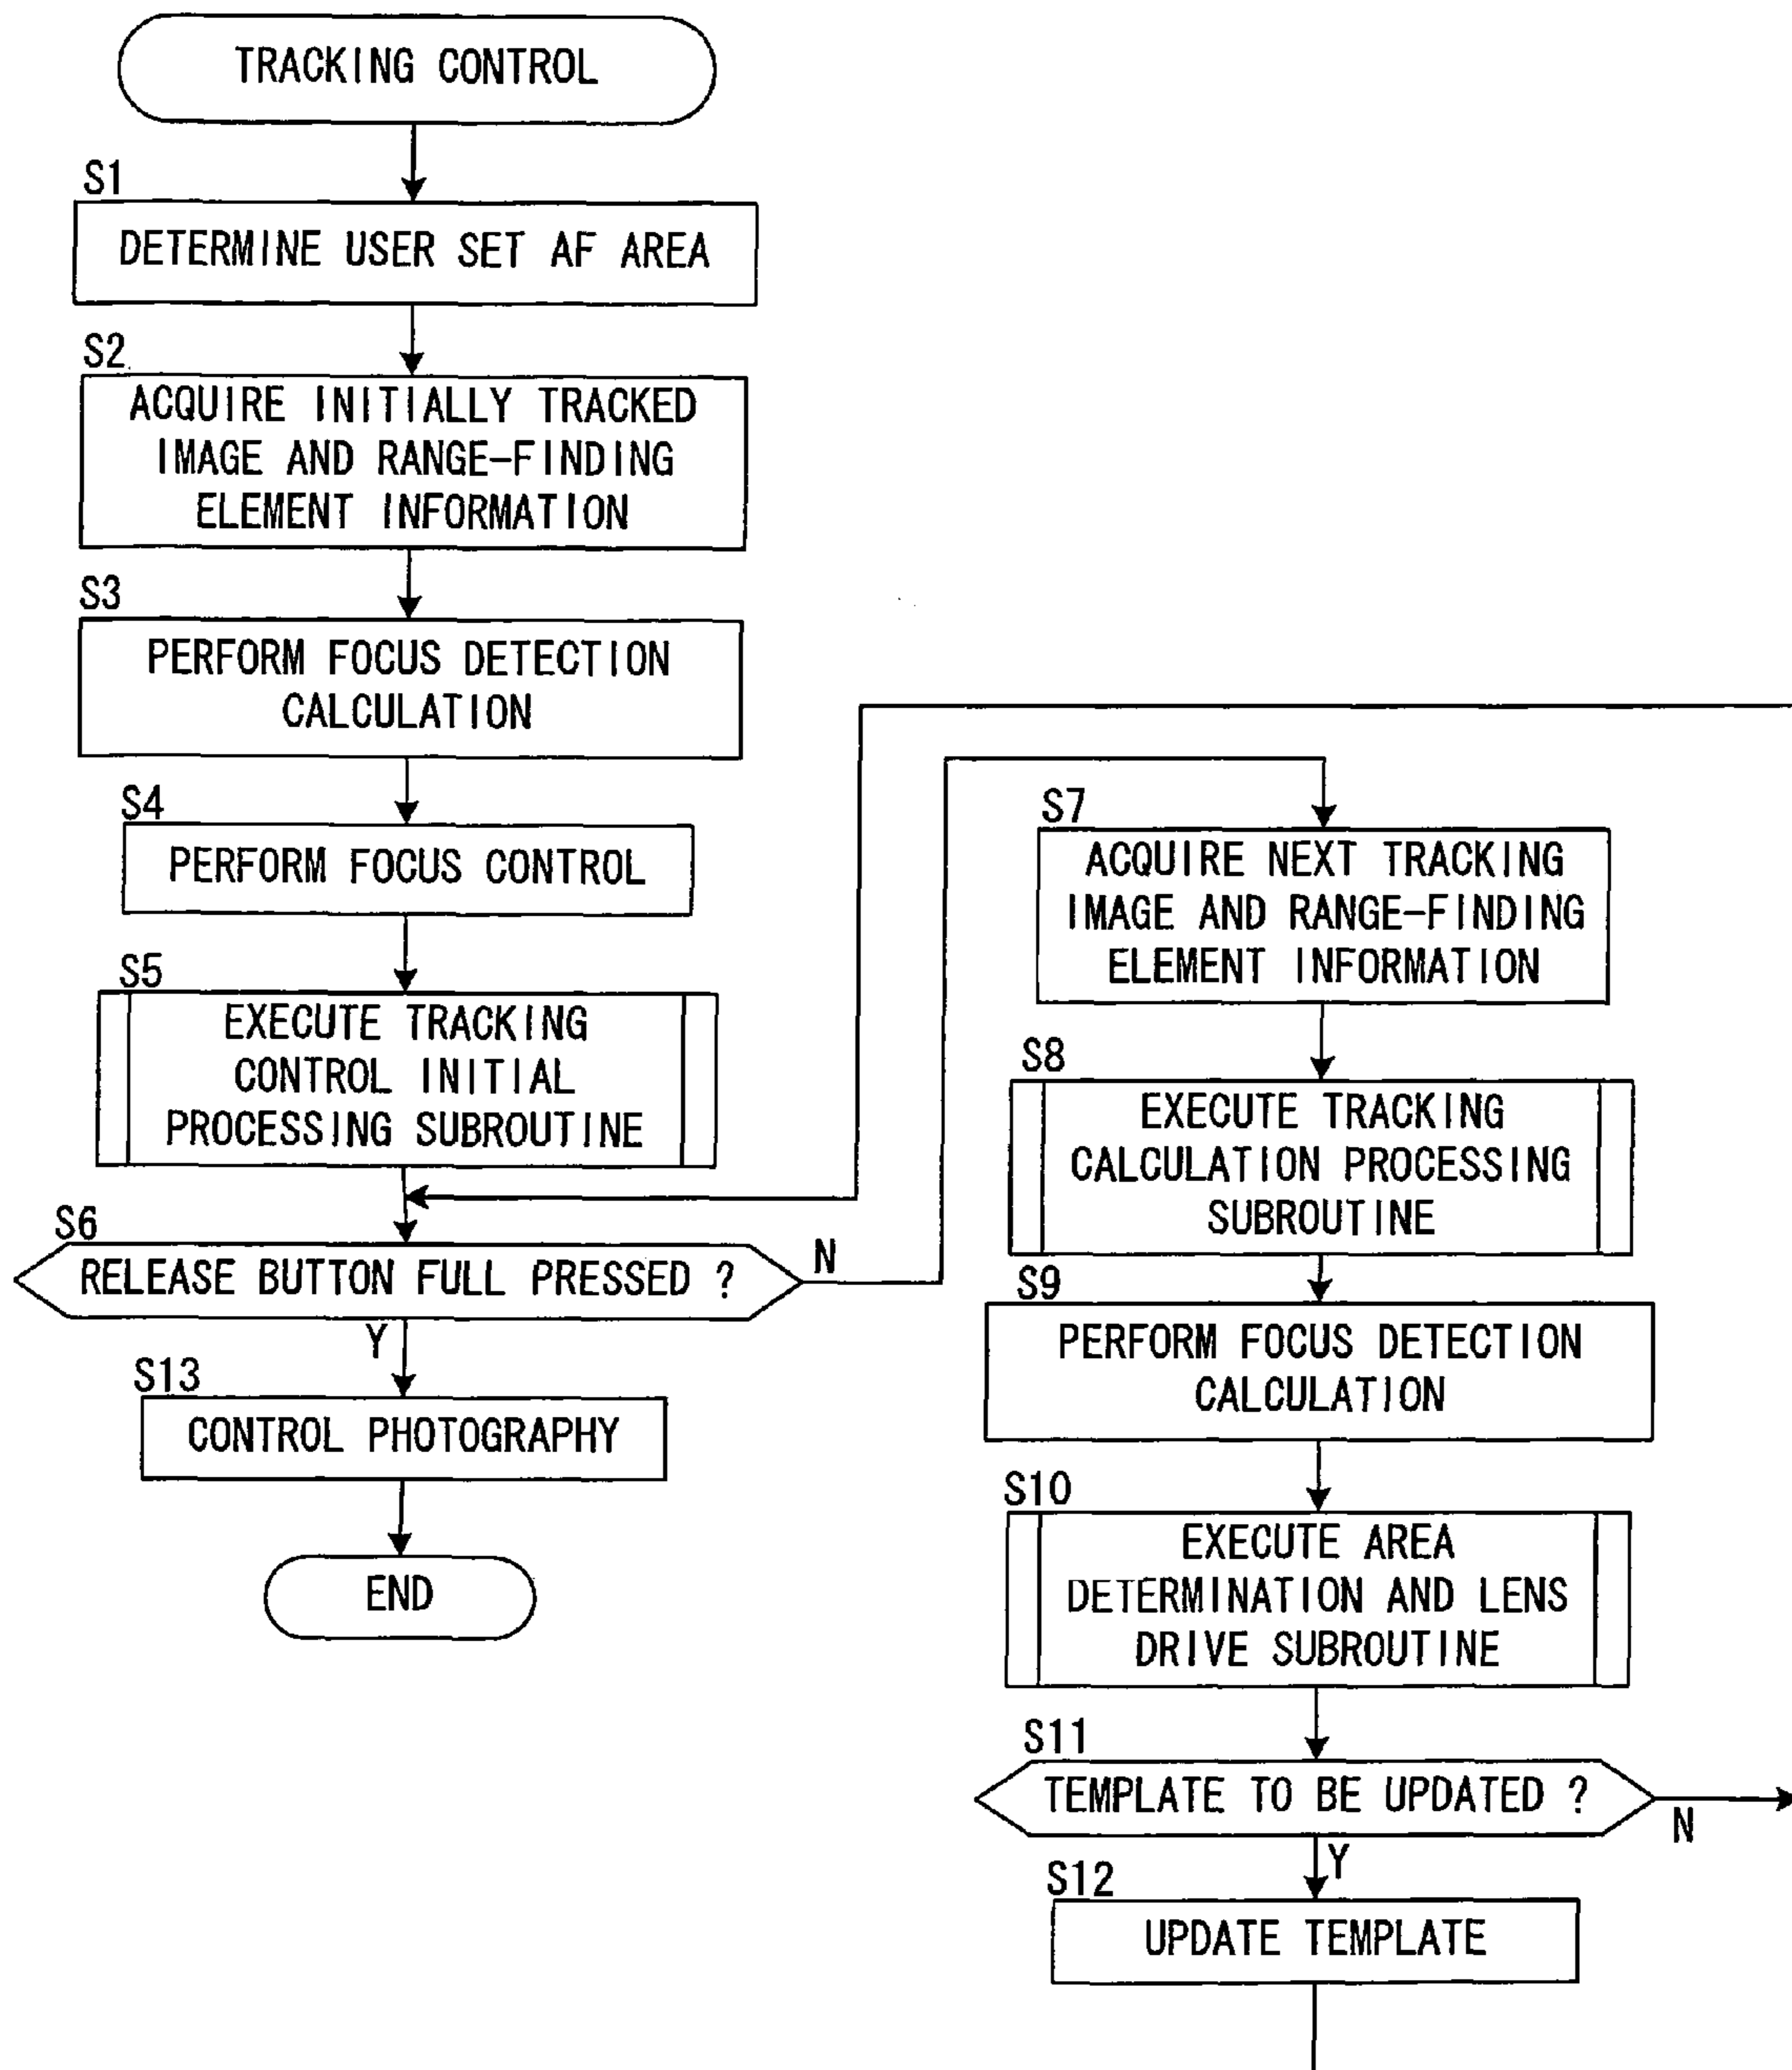 TRACKING CONTROL
S1
DETERMINE USER SET AF AREA
S2
ACQUIRE INITIALLY TRACKED
IMAGE AND RANGE-FINDING
ELEMENT INFORMATION
S3
PERFORM FOCUS DETECTION
CALCULATION
S4
PERFORM FOCUS CONTROL
S5
EXECUTE TRACKING
CONTROL INITIAL
PROCESSING SUBROUTINE
S6
RELEASE BUTTON FULL PRESSED ?
N
Y
S13
CONTROL PHOTOGRAPHY
END
S7
ACQUIRE NEXT TRACKING
IMAGE AND RANGE-FINDING
ELEMENT INFORMATION
S8
EXECUTE TRACKING
CALCULATION PROCESSING
SUBROUTINE
S9
PERFORM FOCUS DETECTION
CALCULATION
S10
EXECUTE AREA
DETERMINATION AND LENS
DRIVE SUBROUTINE
S11
TEMPLATE TO BE UPDATED ?
N
Y
S12
UPDATE TEMPLATE